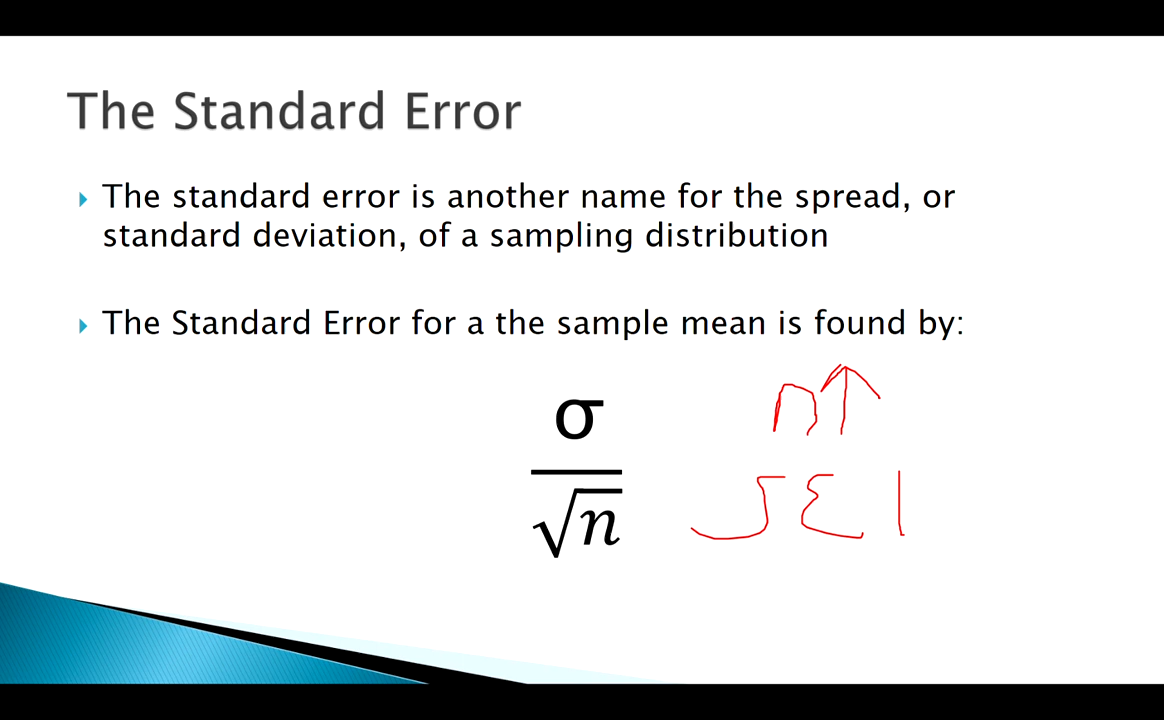 The Standard Error
The standard error is another name for the spread, or
standard deviation, of a sampling distribution
The Standard Error for a the sample mean is found by:
σ
√n
n↑
SE |